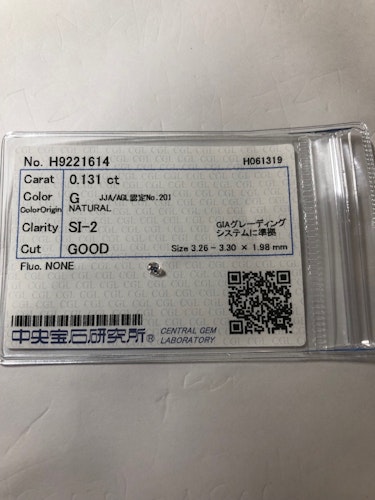 No. H9221614 H061319
Carat 0.131 ct
Color G JJA/AGL認定No.201
ColorOrigin NATURAL
Clarity SI-2 GIAグレーディング
システムに準拠
Cut GOOD Size 3.26 - 3.30 × 1.98 mm
Fluo. NONE
中央宝石研究所® CENTRAL GEM
LABORATORY